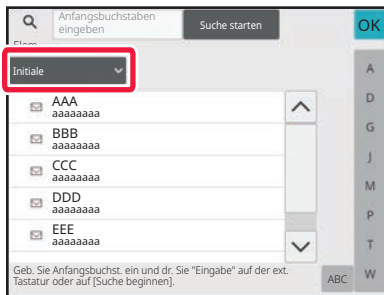 Anfangsbuchstaben
eingeben
Suche starten
OK
Initiale
A
AAA
aaaaaaaa
D
BBB
aaaaaaaa
G
CCC
aaaaaaaa
J
DDD
aaaaaaaa
M
EEE
aaaaaaaa
P
T
Geb. Sie Anfangsbuchst. ein und dr. Sie "Eingabe" auf der ext.
Tastatur oder auf [Suche beginnen].
ABC
W